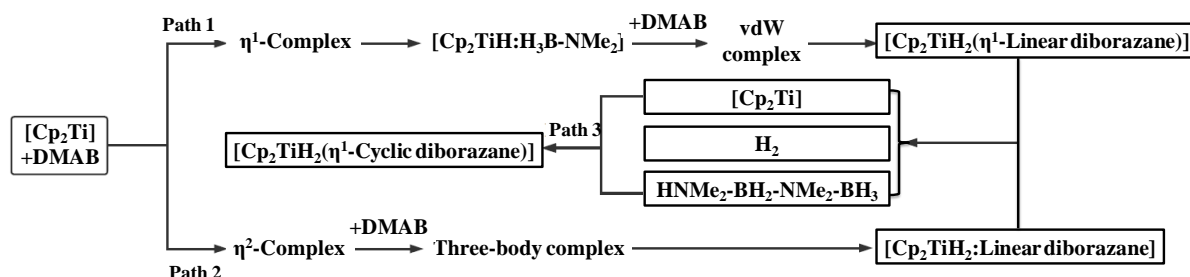 Path 1
η¹-Complex
[Cp₂TiH:H₃B-NMe₂]
+DMAB
vdW
complex
[Cp₂TiH₂(η¹-Linear diborazane)]
[Cp₂Ti]
+DMAB
[Cp₂TiH₂(η¹-Cyclic diborazane)]
Path 3
[Cp₂Ti]
H₂
HNMe₂-BH₂-NMe₂-BH₃
Path 2
η²-Complex
+DMAB
Three-body complex
[Cp₂TiH₂:Linear diborazane]